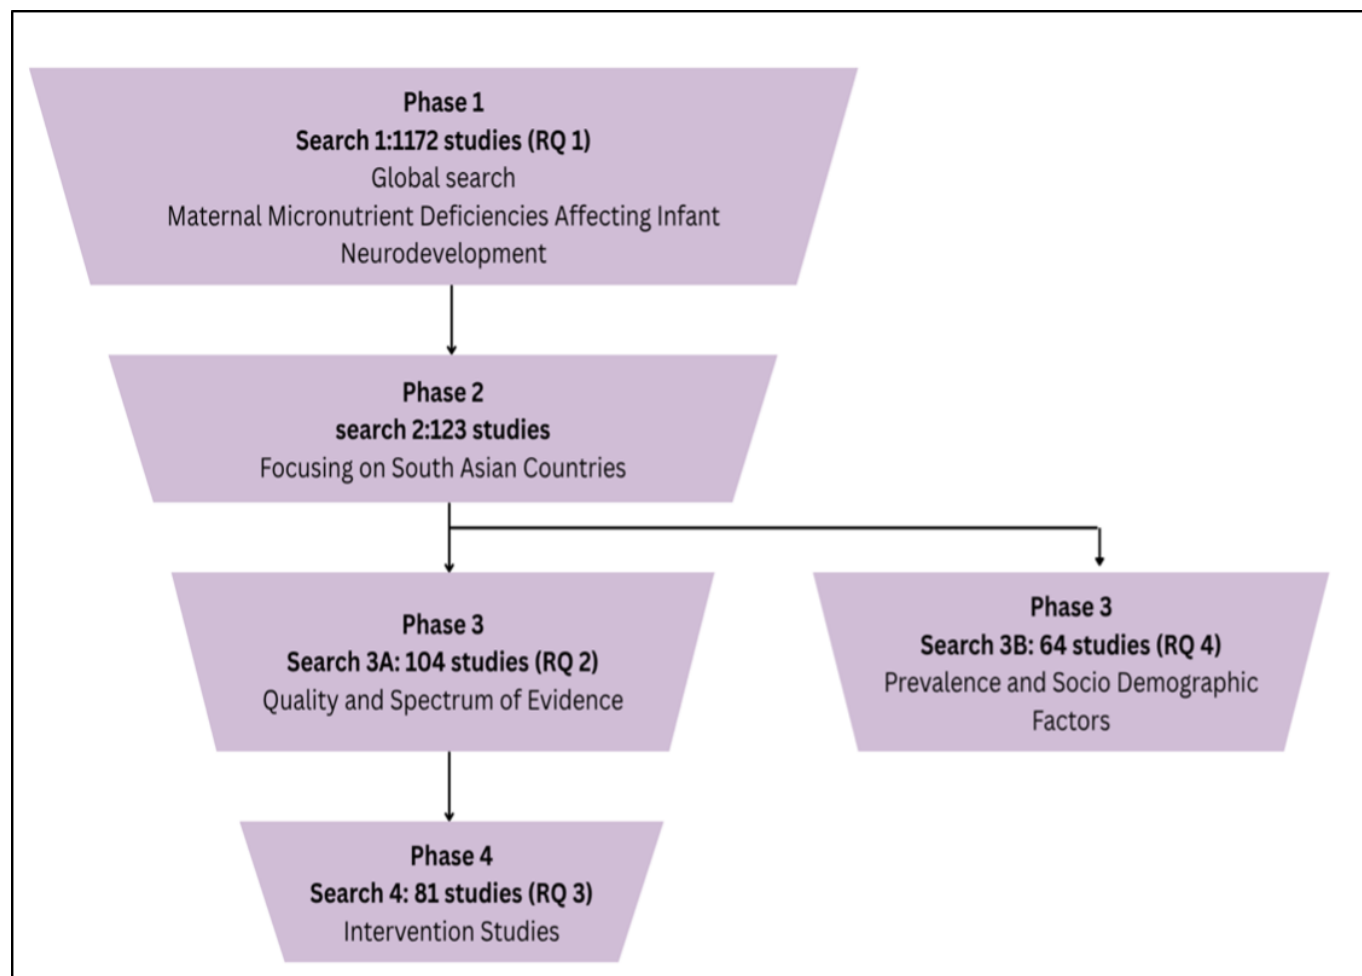 Phase 1
Search 1:1172 studies (RQ 1)
Global search
Maternal Micronutrient Deficiencies Affecting Infant
Neurodevelopment
Phase 2
search 2:123 studies
Focusing on South Asian Countries
Phase 3
Search 3A: 104 studies (RQ 2)
Quality and Spectrum of Evidence
Phase 3
Search 3B: 64 studies (RQ 4)
Prevalence and Socio Demographic
Factors
Phase 4
Search 4: 81 studies (RQ 3)
Intervention Studies